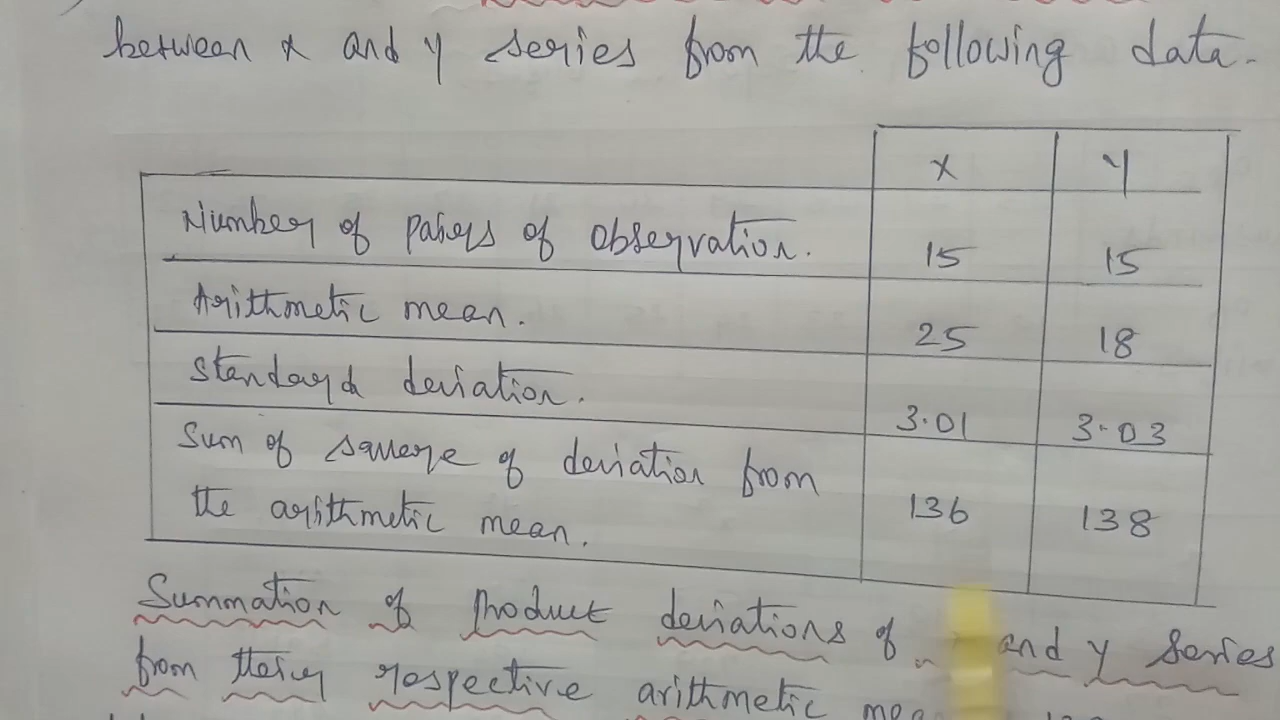 between x and y series from the following data.
x y
Number of pairs of observation. 15 15
Arithmetic mean. 25 18
Standard deviation. 3.01 3.03
Sum of square of deviation from
the arithmetic mean. 136 138
Summation of product deviations of and y series
from their respective arithmetic